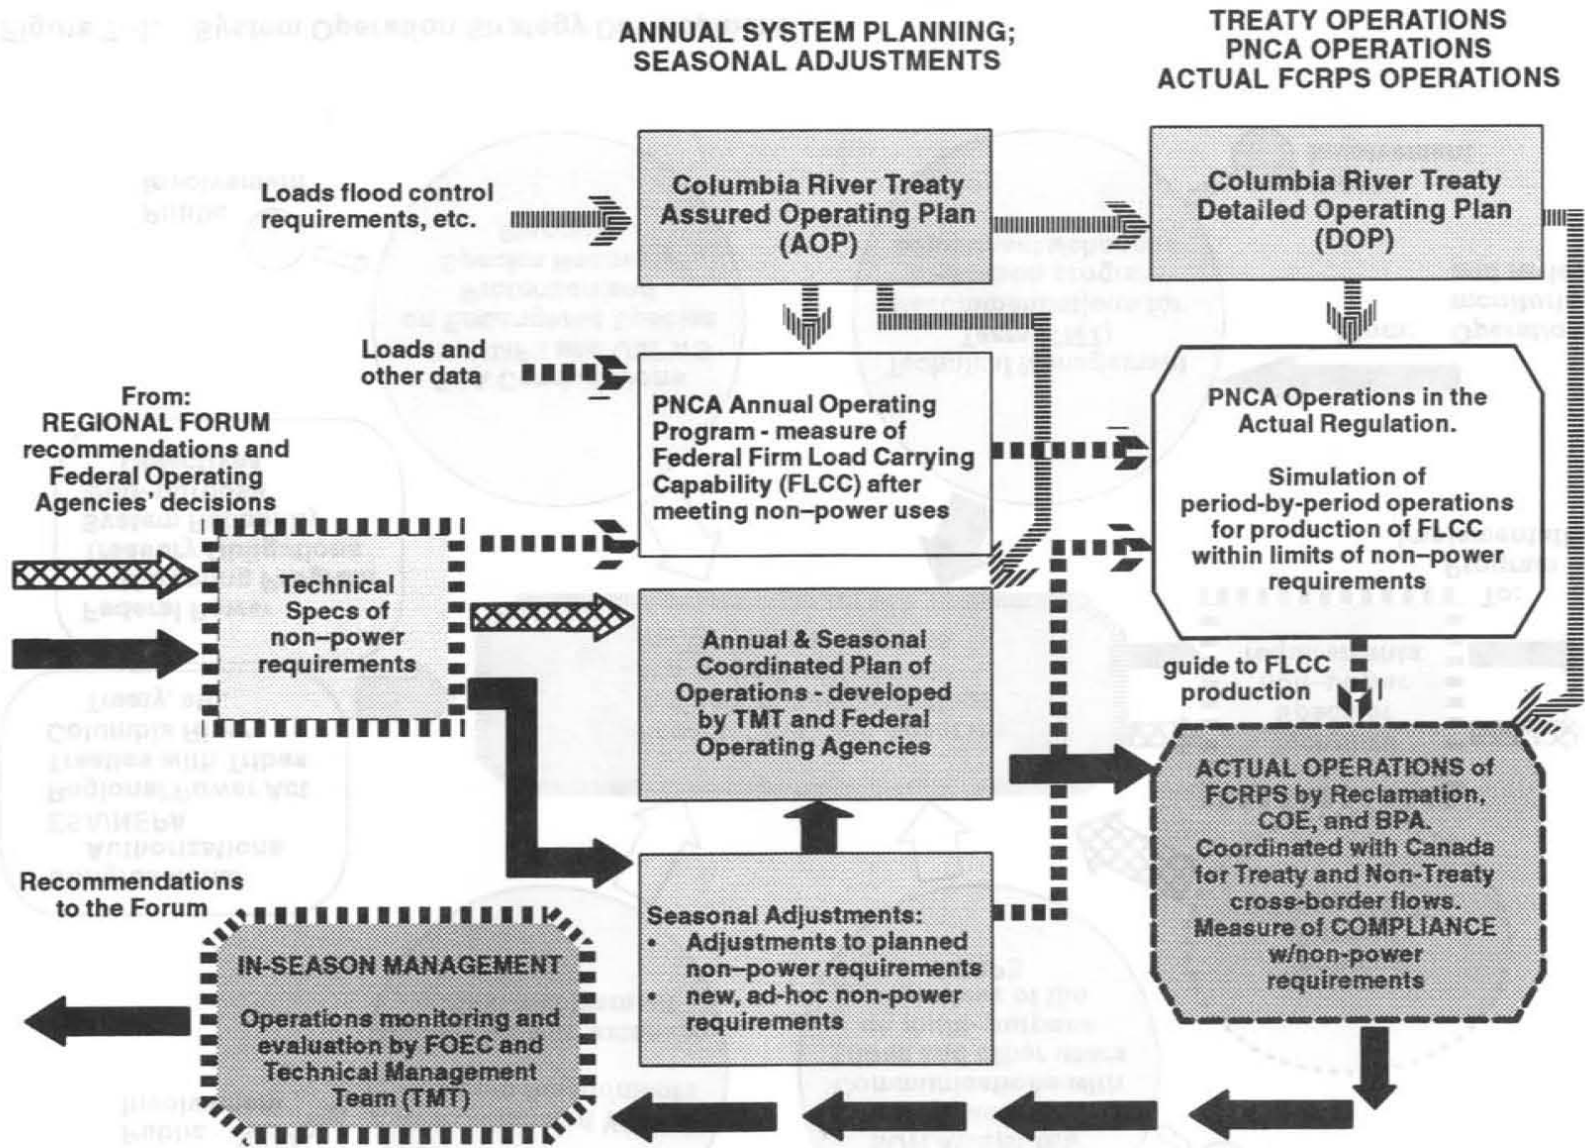 ANNUAL SYSTEM PLANNING;
SEASONAL ADJUSTMENTS
TREATY OPERATIONS
PNCA OPERATIONS
ACTUAL FCRPS OPERATIONS
Loads flood control
requirements, etc.
Columbia River Treaty
Assured Operating Plan
(AOP)
Columbia River Treaty
Detailed Operating Plan
(DOP)
Loads and
other data
From:
REGIONAL FORUM
recommendations and
Federal Operating
Agencies' decisions
PNCA Annual Operating
Program - measure of
Federal Firm Load Carrying
Capability (FLCC) after
meeting non–power uses
PNCA Operations in the
Actual Regulation.
Simulation of
period-by-period operations
for production of FLCC
within limits of non–power
requirements
Technical
Specs of
non–power
requirements
Annual & Seasonal
Coordinated Plan of
Operations - developed
by TMT and Federal
Operating Agencies
guide to FLCC
production
ACTUAL OPERATIONS of
FCRPS by Reclamation,
COE, and BPA.
Coordinated with Canada
for Treaty and Non-Treaty
cross-border flows.
Measure of COMPLIANCE
w/non-power
requirements
Recommendations
to the Forum
Seasonal Adjustments:
• Adjustments to planned
non–power requirements
• new, ad-hoc non-power
requirements
IN-SEASON MANAGEMENT
Operations monitoring and
evaluation by FOEC and
Technical Management
Team (TMT)